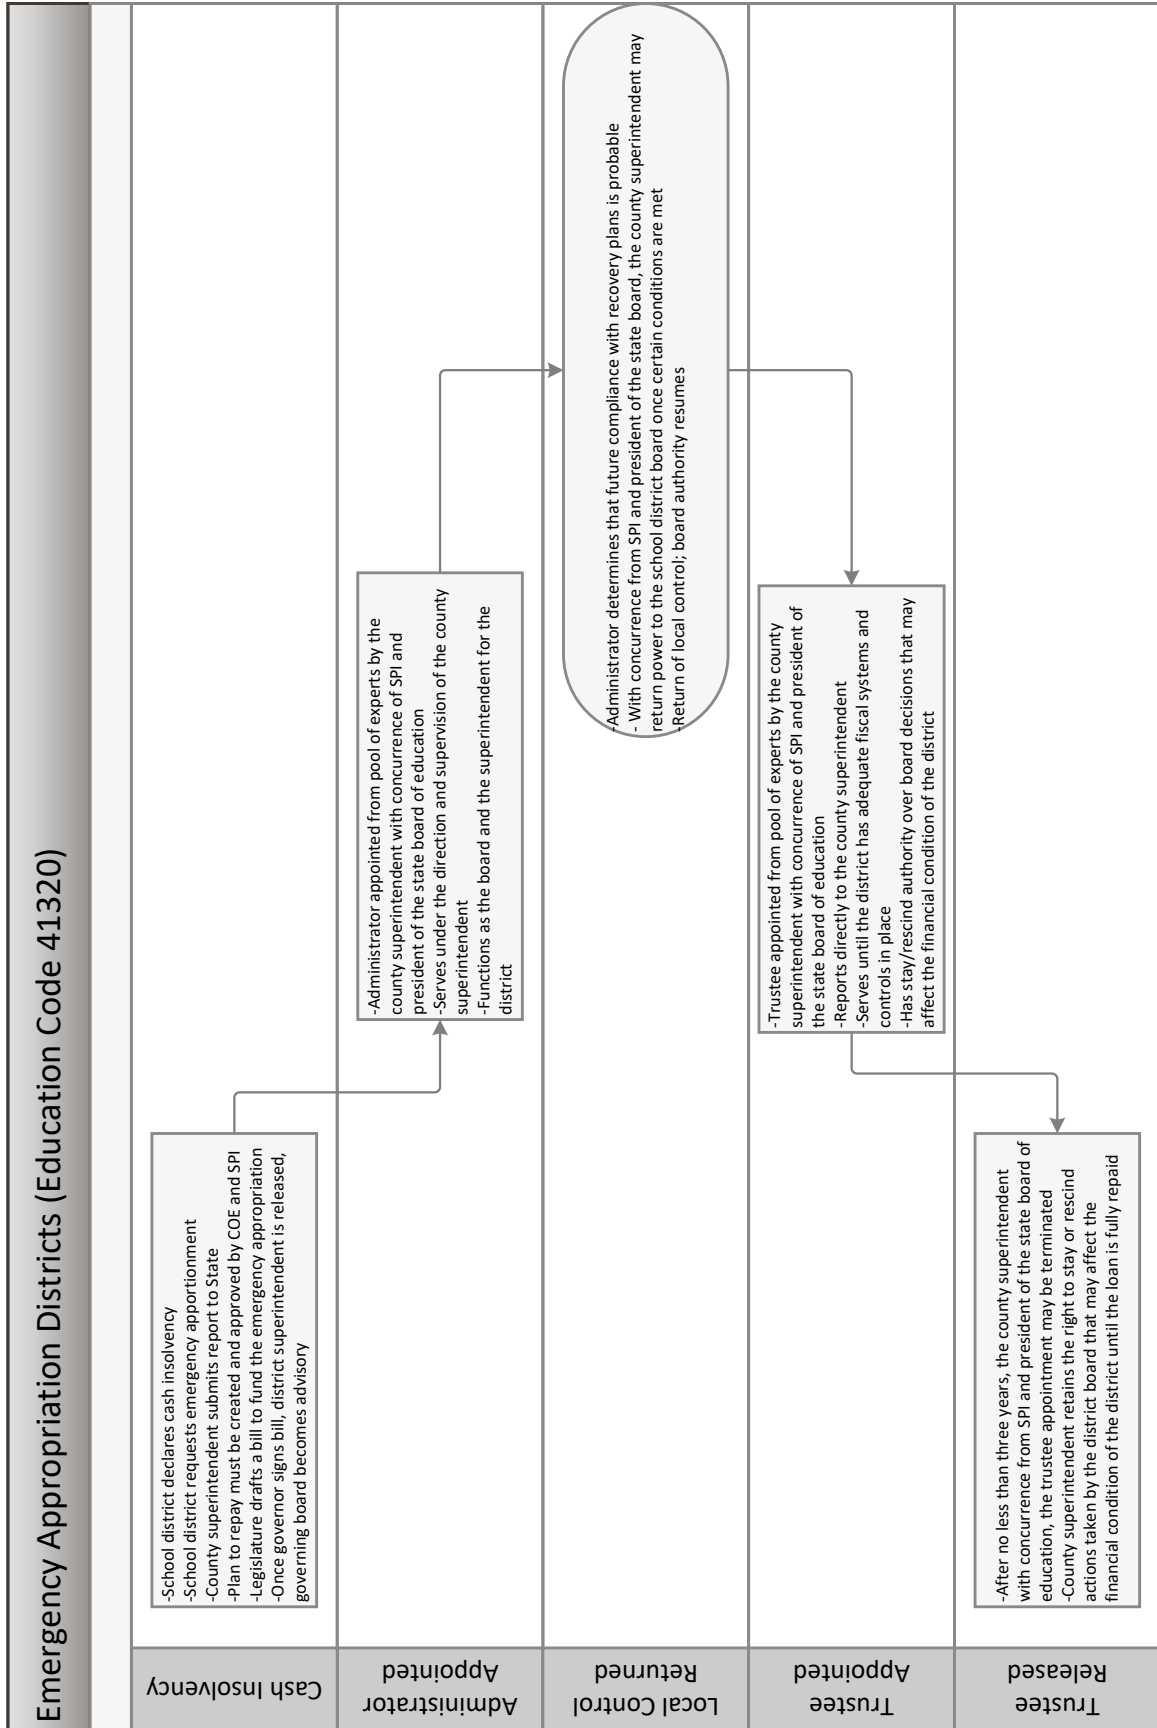 Emergency Appropriation Districts (Education Code 41320)
Cash Insolvency
-School district declares cash insolvency
-School district requests emergency apportionment
-County superintendent submits report to State
-Plan to repay must be created and approved by COE and SPI
-Legislature drafts a bill to fund the emergency appropriation
-Once governor signs bill, district superintendent is released,
governing board becomes advisory
Administrator
Appointed
-Administrator appointed from pool of experts by the
county superintendent with concurrence of SPI and
president of the state board of education
-Serves under the direction and supervision of the county
superintendent
-Functions as the board and the superintendent for the
district
Local Control
Returned
-Administrator determines that future compliance with recovery plans is probable
- With concurrence from SPI and president of the state board, the county superintendent may
return power to the school district board once certain conditions are met
-Return of local control; board authority resumes
Trustee
Appointed
-Trustee appointed from pool of experts by the county
superintendent with concurrence of SPI and president of
the state board of education
-Reports directly to the county superintendent
-Serves until the district has adequate fiscal systems and
controls in place
-Has stay/rescind authority over board decisions that may
affect the financial condition of the district
Trustee
Released
-After no less than three years, the county superintendent
with concurrence from SPI and president of the state board of
education, the trustee appointment may be terminated
-County superintendent retains the right to stay or rescind
actions taken by the district board that may affect the
financial condition of the district until the loan is fully repaid